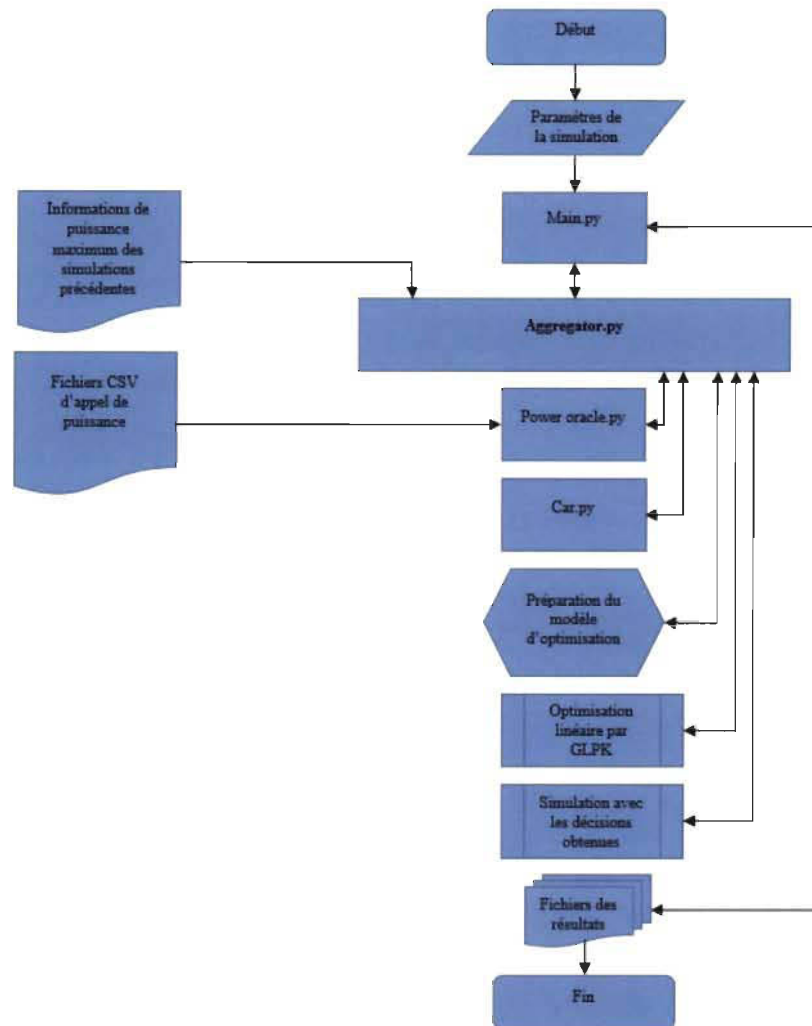 Début
Paramètres de
la simulation
Informations de
puissance
maximum des
simulations
précédentes
Main.py
Aggregator.py
Fichiers CSV
d'appel de
puissance
Power oracle.py
Car.py
Préparation du
modèle
d'optimisation
Optimisation
linéaire par
GLPK
Simulation avec
les décisions
obtenues
Fichiers des
résultats
Fin